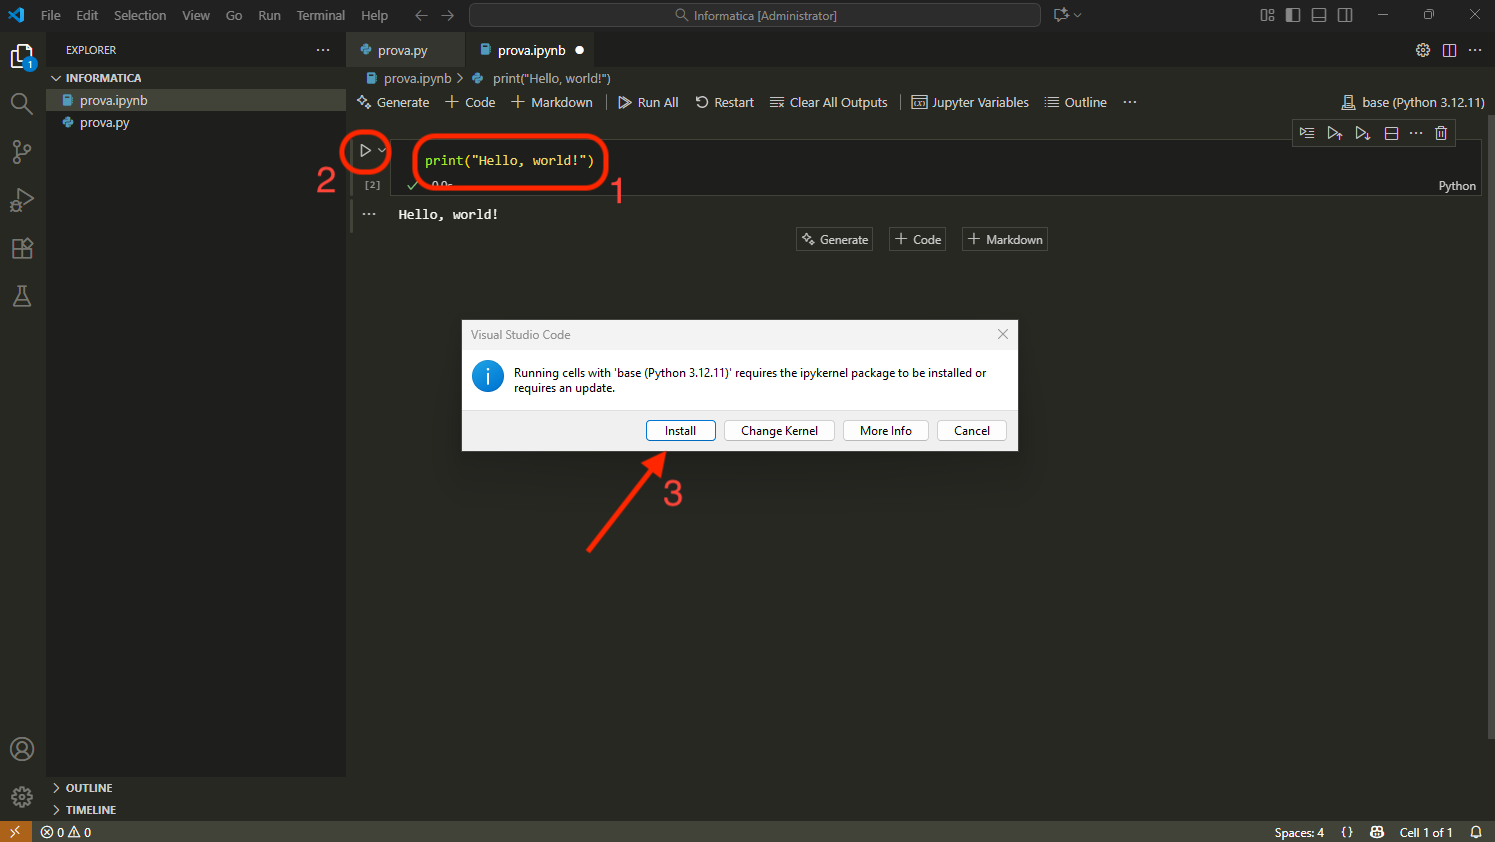 File Edit Selection View Go Run Terminal Help Informatica [Administrator]
EXPLORER
prova.py
prova.ipynb
INFORMATICA
prova.ipynb
prova.py
prova.ipynb > print("Hello, world!")
Generate + Code + Markdown Run All Restart Clear All Outputs Jupyter Variables Outline ... base (Python 3.12.11)
print("Hello, world!")
2
1
[2]
Python
Hello, world!
Generate + Code + Markdown
Visual Studio Code
Running cells with 'base (Python 3.12.11)' requires the ipykernel package to be installed or
requires an update.
Install Change Kernel More Info Cancel
3
OUTLINE
TIMELINE
0 0 Spaces: 4 {} Cell 1 of 1
1